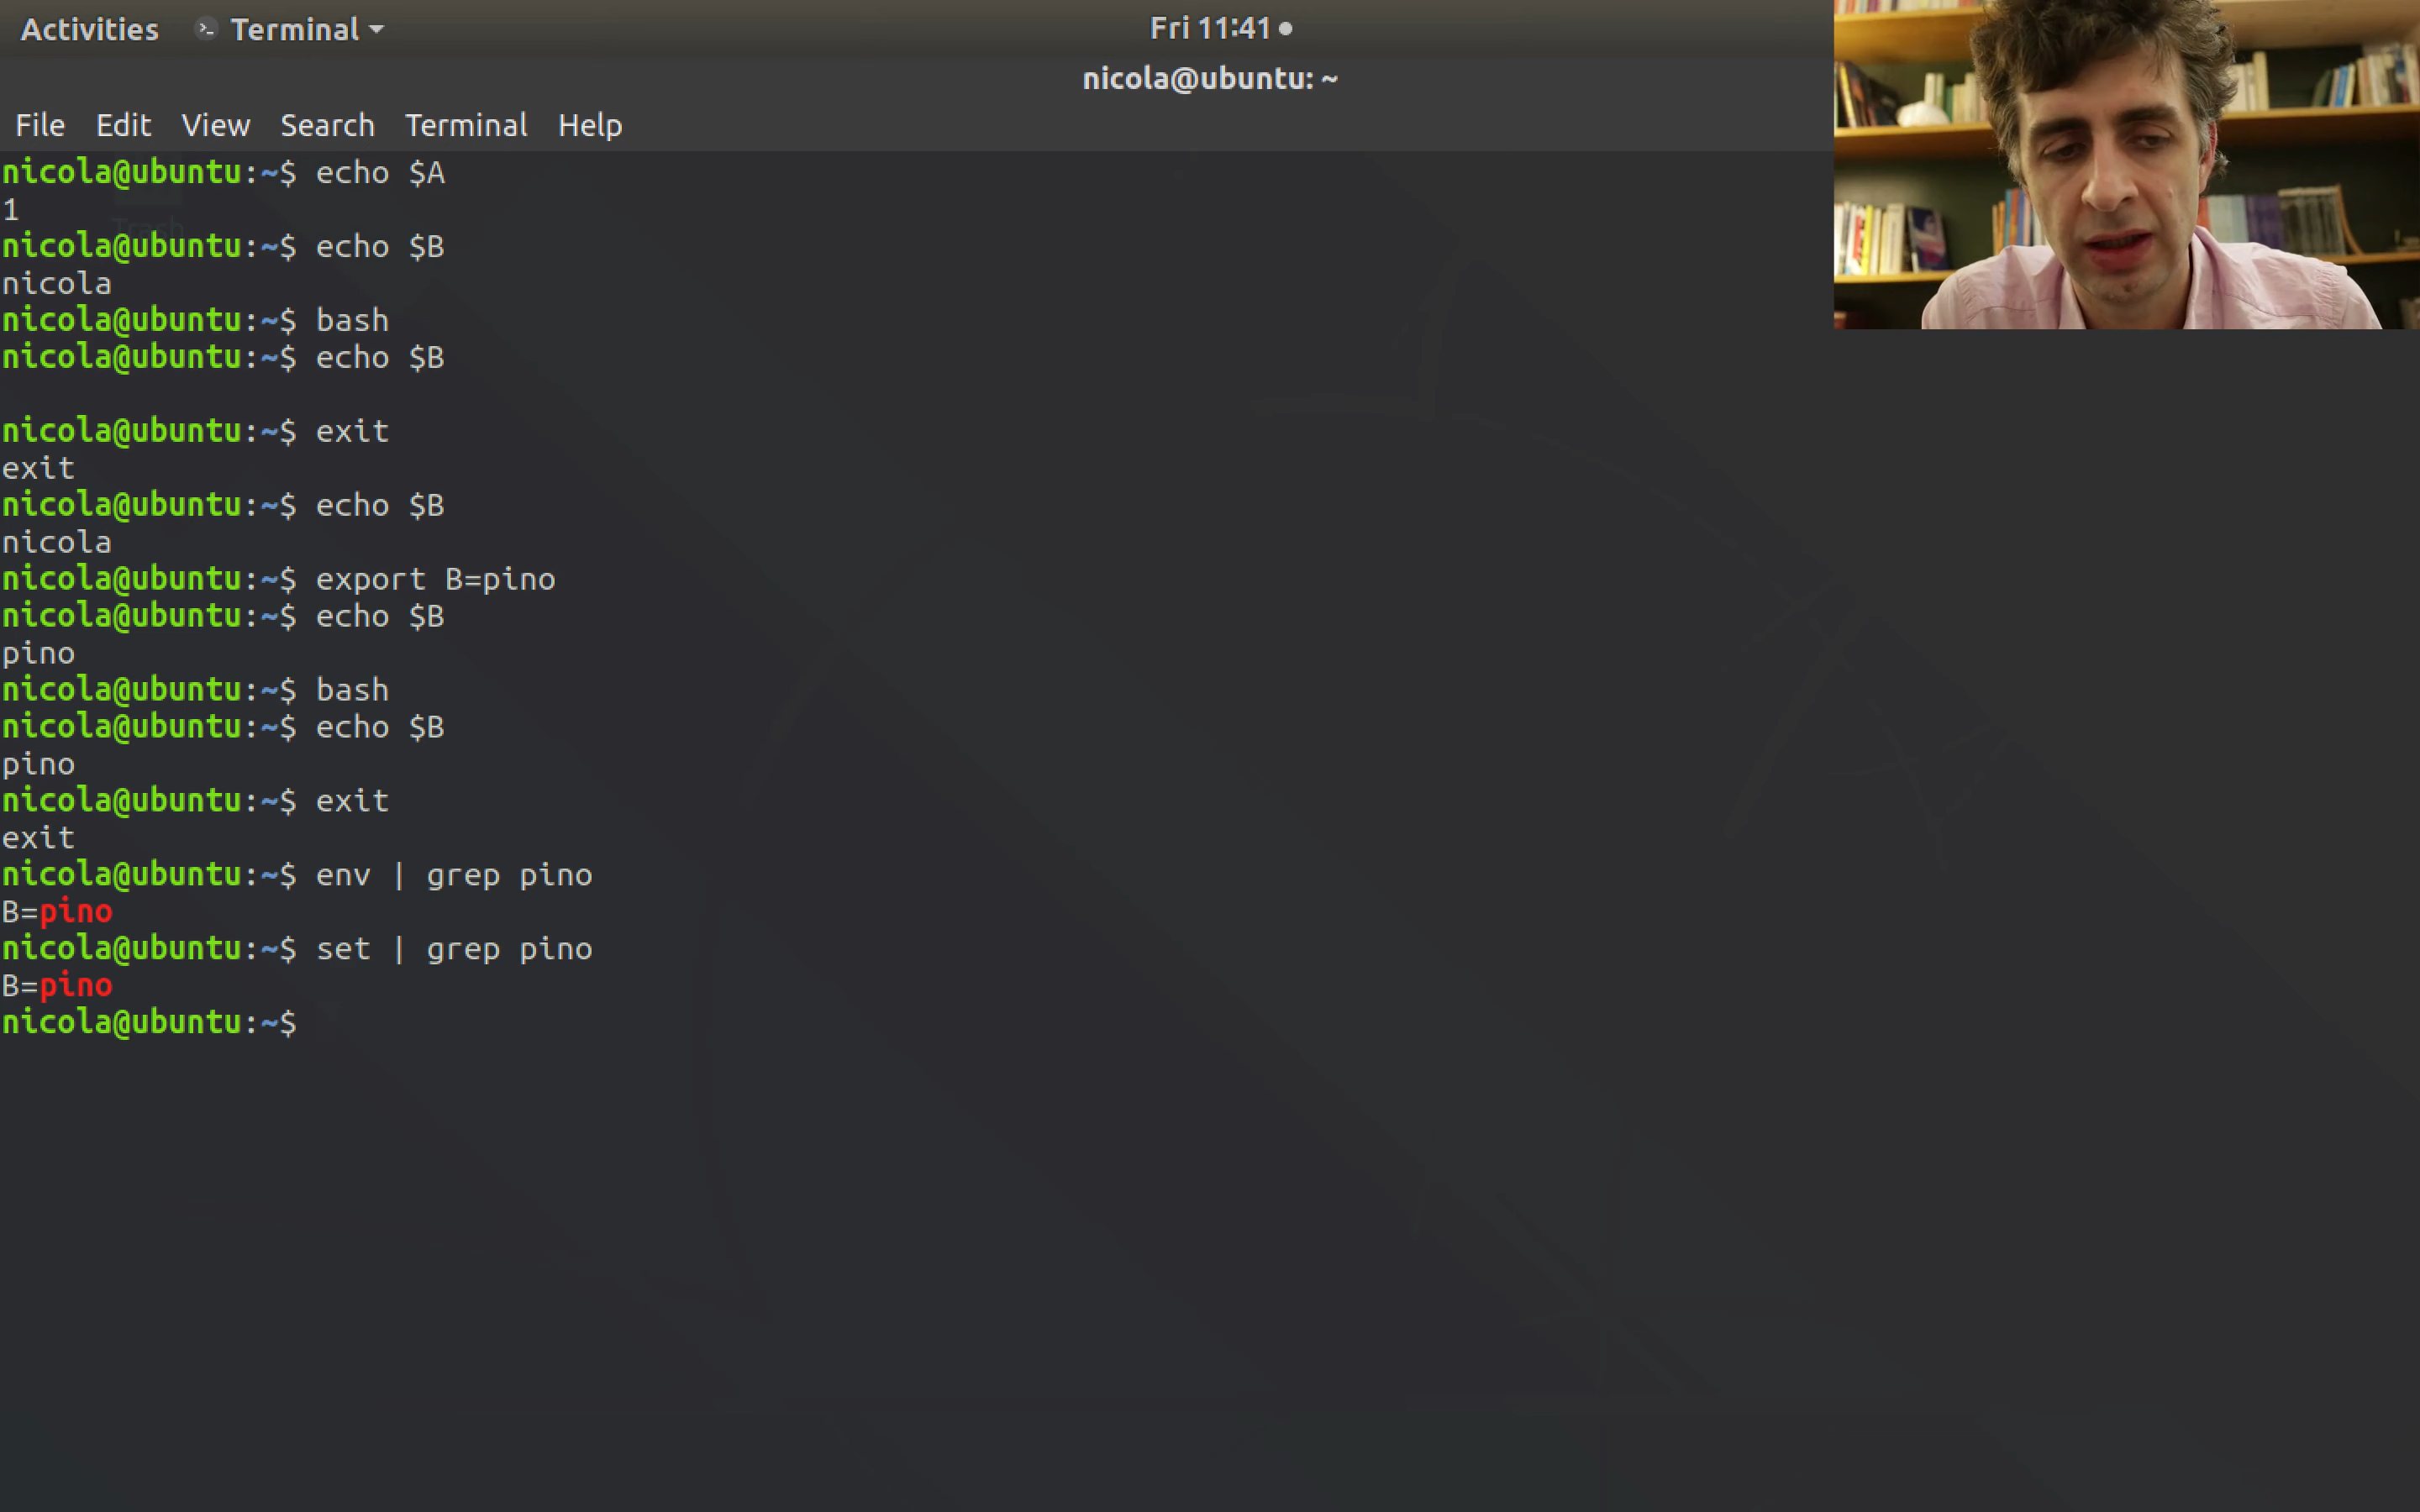 Activities Terminal Fri 11:41
nicola@ubuntu: ~
File Edit View Search Terminal Help
nicola@ubuntu:~$ echo $A
1
Trash
nicola@ubuntu:~$ echo $B
nicola
nicola@ubuntu:~$ bash
nicola@ubuntu:~$ echo $B
nicola@ubuntu:~$ exit
exit
nicola@ubuntu:~$ echo $B
nicola
nicola@ubuntu:~$ export B=pino
nicola@ubuntu:~$ echo $B
pino
nicola@ubuntu:~$ bash
nicola@ubuntu:~$ echo $B
pino
nicola@ubuntu:~$ exit
exit
nicola@ubuntu:~$ env | grep pino
B=pino
nicola@ubuntu:~$ set | grep pino
B=pino
nicola@ubuntu:~$